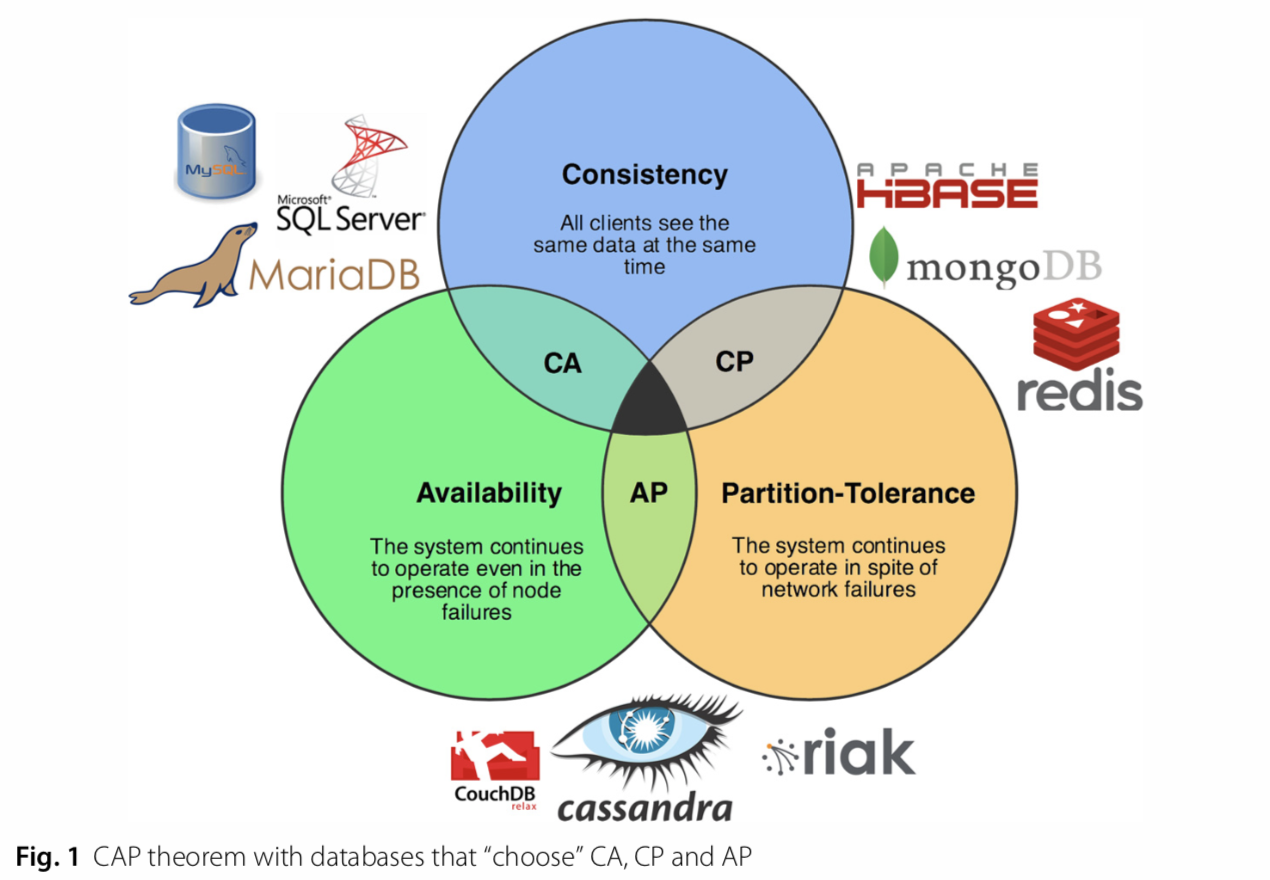 MySQL
Microsoft®
SQL Server®
MariaDB
Consistency
All clients see the
same data at the same
time
APACHE
HBASE
mongoDB
redis
CA
CP
Availability
The system continues
to operate even in the
presence of node
failures
AP
Partition-Tolerance
The system continues
to operate in spite of
network failures
CouchDB
relax
cassandra
riak
Fig. 1 CAP theorem with databases that “choose” CA, CP and AP